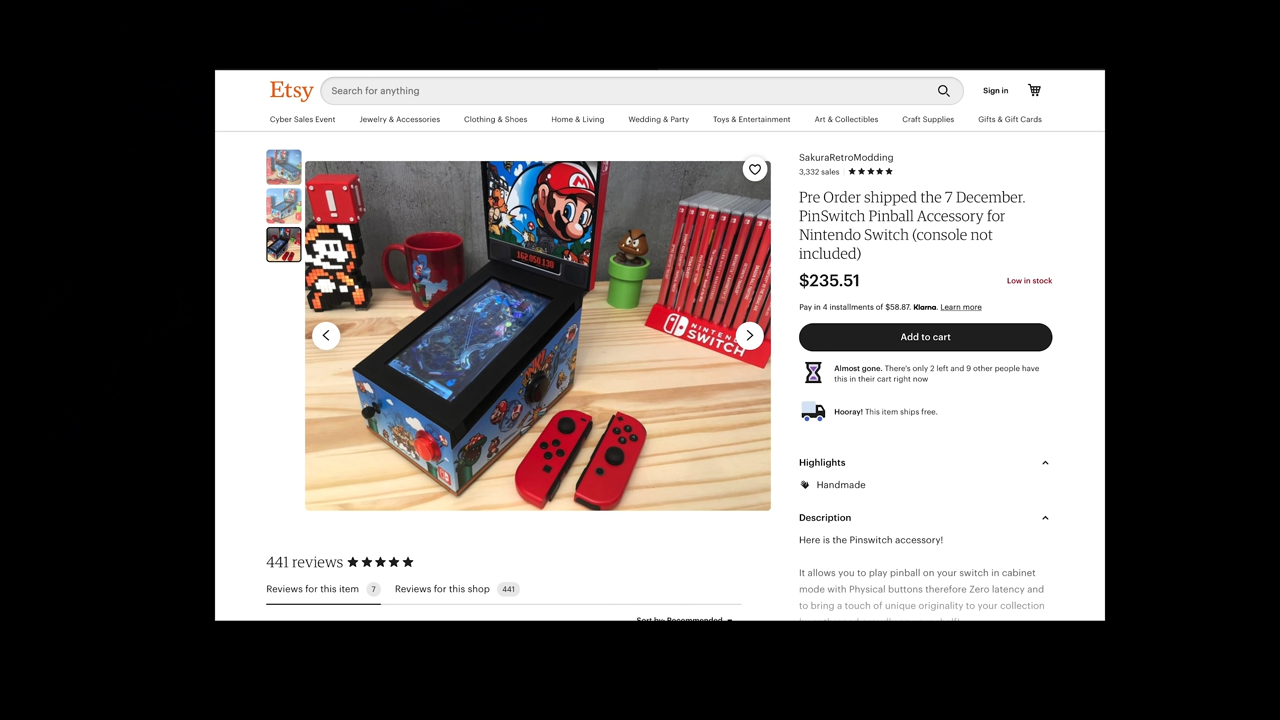 Etsy
Search for anything
Sign in
Cyber Sales Event
Jewelry & Accessories
Clothing & Shoes
Home & Living
Wedding & Party
Toys & Entertainment
Art & Collectibles
Craft Supplies
Gifts & Gift Cards
SakuraRetroModding
3,332 sales
Pre Order shipped the 7 December.
PinSwitch Pinball Accessory for
Nintendo Switch (console not
included)
$235.51
Low in stock
Pay in 4 installments of $58.87. Klarna. Learn more
Add to cart
Almost gone. There's only 2 left and 9 other people have
this in their cart right now
Hooray! This item ships free.
Highlights
Handmade
Description
Here is the Pinswitch accessory!
It allows you to play pinball on your switch in cabinet
mode with Physical buttons therefore Zero latency and
to bring a touch of unique originality to your collection
162 050 130
NINTENDO
SWITCH
441 reviews
Reviews for this item 7
Reviews for this shop 441
Sort by: Recommended